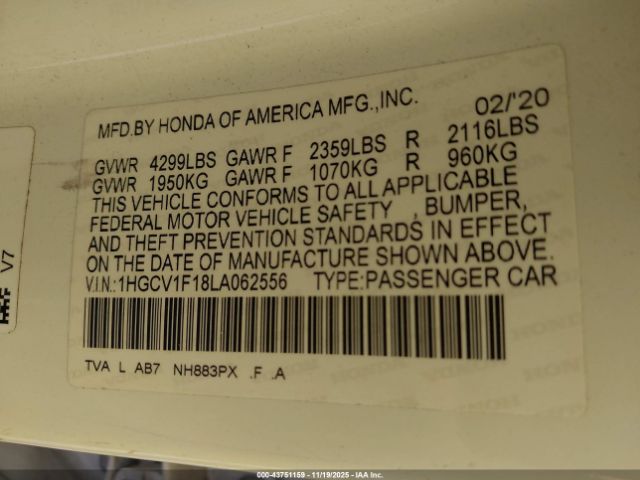 MFD.BY HONDA OF AMERICA MFG.,INC. 02/'20
GVWR 4299LBS GAWR F 2359LBS R 2116LBS
GVWR 1950KG GAWR F 1070KG R 960KG
THIS VEHICLE CONFORMS TO ALL APPLICABLE
FEDERAL MOTOR VEHICLE SAFETY , BUMPER,
AND THEFT PREVENTION STANDARDS IN EFFECT
ON THE DATE OF MANUFACTURE SHOWN ABOVE.
V.I.N.:1HGCV1F18LA062556 TYPE:PASSENGER CAR
TVA L AB7 NH883PX .F .A
V7
000-43751159 - 11/19/2025 - IAA Inc.